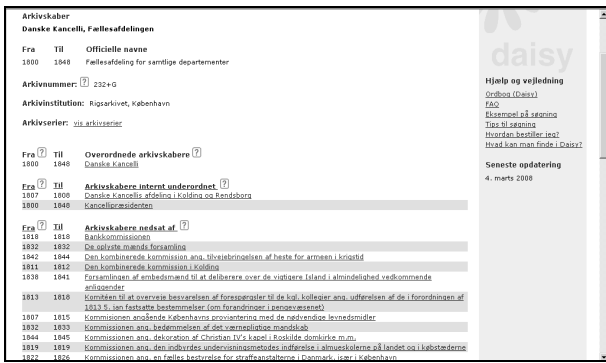 Arkivskaber
Danske Kancelli, Fællesafdelingen
Fra Til Officielle navne
1800 1848 Fællesafdeling for samtlige departementer
Arkivnummer: ? 232+G
Arkivinstitution: Rigsarkivet, København
Arkivserier: vis arkivserier
Fra ? Til Overordnede arkivskabere ?
1800 1848 Danske Kancelli
Fra ? Til Arkivskabere internt underordnet ?
1807 1808 Danske Kancellis afdeling i Kolding og Rendsborg
1800 1848 Kancellipræsidenten
Fra ? Til Arkivskabere nedsat af ?
1818 1818 Bankkommissionen
1832 1832 De oplyste mænds forsamling
1842 1844 Den kombinerede kommission ang. tilvejebringelsen af heste for armeen i krigstid
1811 1812 Den kombinerede kommission i Kolding
1838 1841 Forsamlingen af embedsmænd til at deliberere over de vigtigere Island i almindelighed vedkommende
anliggender
1813 1818 Komitéen til at overveje besvarelsen af forespørgsler til de kgl. kollegier ang. udførelsen af de i forordningen af
1813 5. jan fastsatte bestemmelser (om forandringer i pengevæsenet)
1807 1815 Kommissionen angående Københavns proviantering med de nødvendige levnedsmidler
1832 1833 Kommissionen ang. bedømmelsen af det værnepligtige mandskab
1844 1845 Kommissionen ang. dekoration af Christian IV's kapel i Roskilde domkirke m.m.
1819 1819 Kommissionen ang. den indbyrdes undervisningsmetodes indførelse i almueskolerne på landet og i købstæderne
1822 1826 Kommissionen ang. en fælles bestyrelse for straffeanstalterne i Danmark, især i København
daisy
Hjælp og vejledning
Ordbog (Daisy)
FAQ
Eksempel på søgning
Tips til søgning
Hvordan bestiller jeg?
Hvad kan man finde i Daisy?
Seneste opdatering
4. marts 2008